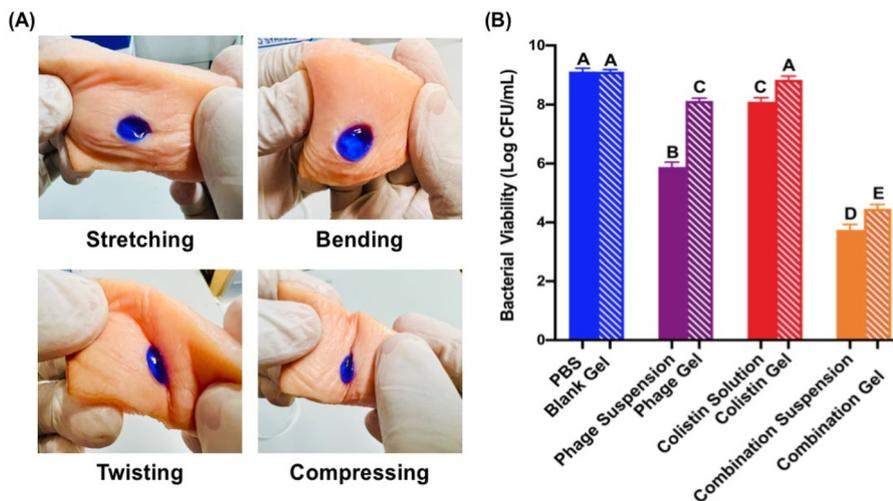 (A)
Stretching
Bending
Twisting
Compressing
(B)
Bacterial Viability (Log CFU/mL)
10
8
6
4
2
0
A
A
B
C
C
A
D
E
PBS
Blank Gel
Phage Suspension
Phage Gel
Colistin Solution
Colistin Gel
Combination Suspension
Combination Gel